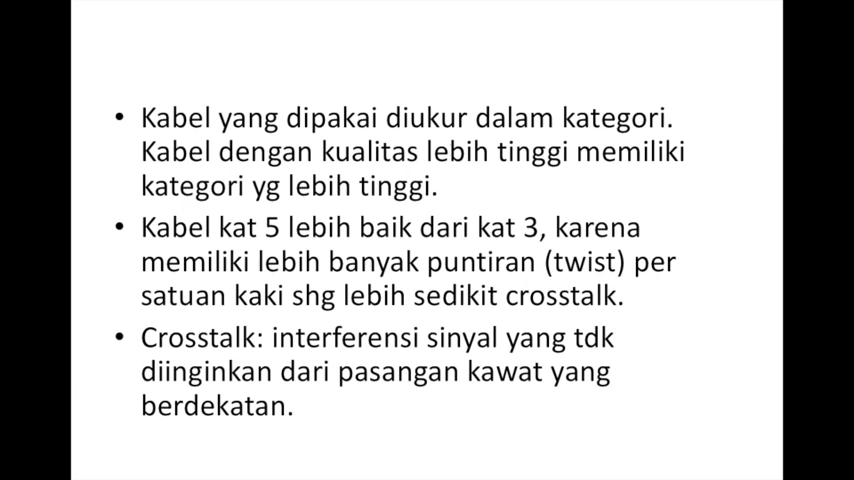 • Kabel yang dipakai diukur dalam kategori.
Kabel dengan kualitas lebih tinggi memiliki
kategori yg lebih tinggi.
• Kabel kat 5 lebih baik dari kat 3, karena
memiliki lebih banyak puntiran (twist) per
satuan kaki shg lebih sedikit crosstalk.
• Crosstalk: interferensi sinyal yang tdk
diinginkan dari pasangan kawat yang
berdekatan.